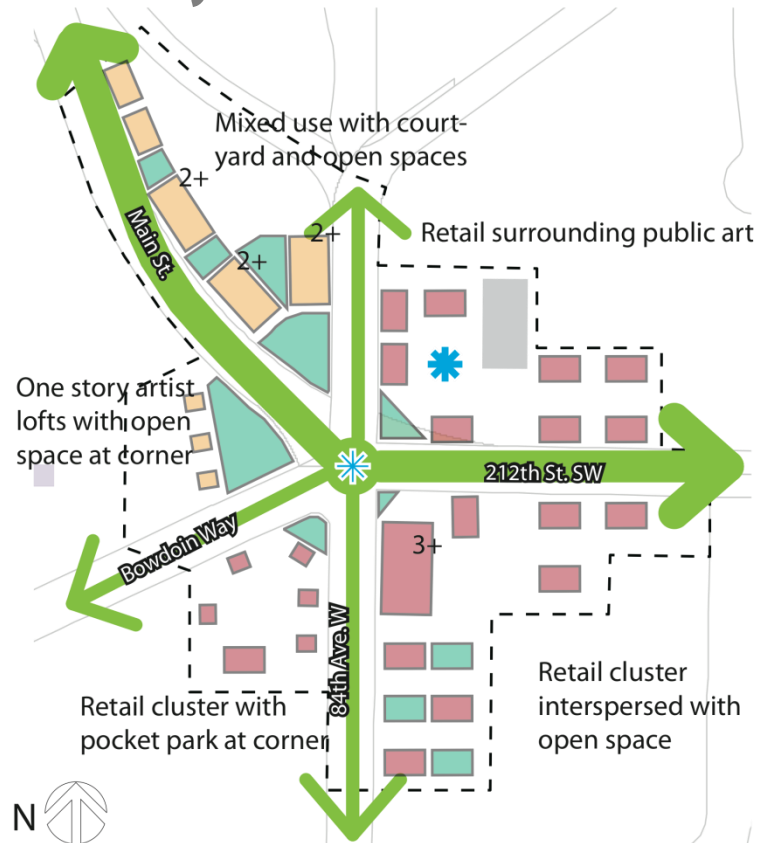 Mixed use with court-
yard and open spaces
2+
Main St.
2+
2+
Retail surrounding public art
One story artist
lofts with open
space at corner
212th St. SW
Bowdoin Way
3+
84th Ave. W
Retail cluster with
pocket park at corner
Retail cluster
interspersed with
open space
N